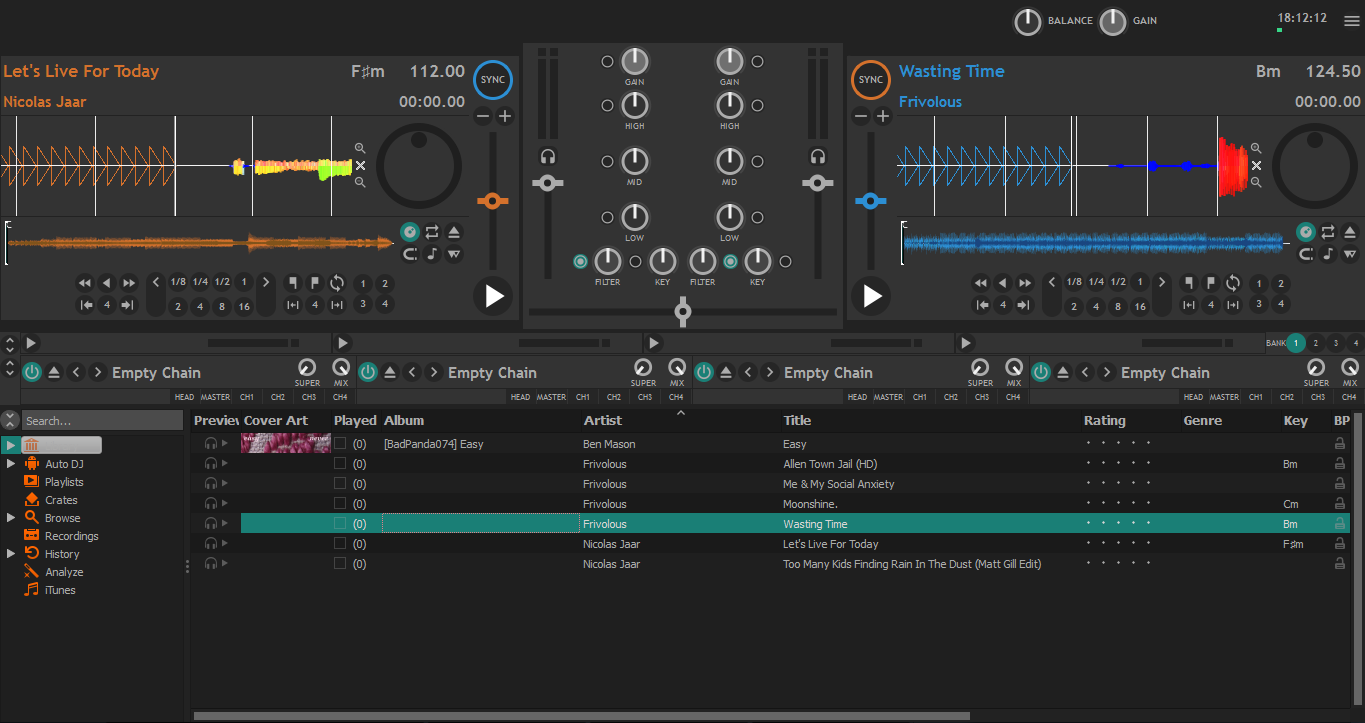 BALANCE GAIN 18:12:12
Let's Live For Today F♯m 112.00 SYNC
Nicolas Jaar 00:00.00
1/8 1/4 1/2 1 1 2
4 2 4 8 16 4 3 4
GAIN GAIN
HIGH HIGH
MID MID
LOW LOW
FILTER KEY FILTER KEY
SYNC Wasting Time Bm 124.50
Frivolous 00:00.00
1/8 1/4 1/2 1 1 2
4 2 4 8 16 4 3 4
BANK 1 2 3 4
Empty Chain SUPER MIX Empty Chain SUPER MIX Empty Chain SUPER MIX Empty Chain SUPER MIX
HEAD MASTER CH1 CH2 CH3 CH4 HEAD MASTER CH1 CH2 CH3 CH4 HEAD MASTER CH1 CH2 CH3 CH4 HEAD MASTER CH1 CH2 CH3 CH4
Search...
Auto DJ
Playlists
Crates
Browse
Recordings
History
Analyze
iTunes
Preview Cover Art Played Album Artist Title Rating Genre Key BP
easy never (0) [BadPanda074] Easy Ben Mason Easy
(0) Frivolous Allen Town Jail (HD) Bm
(0) Frivolous Me & My Social Anxiety
(0) Frivolous Moonshine. Cm
(0) Frivolous Wasting Time Bm
(0) Nicolas Jaar Let's Live For Today F♯m
(0) Nicolas Jaar Too Many Kids Finding Rain In The Dust (Matt Gill Edit)